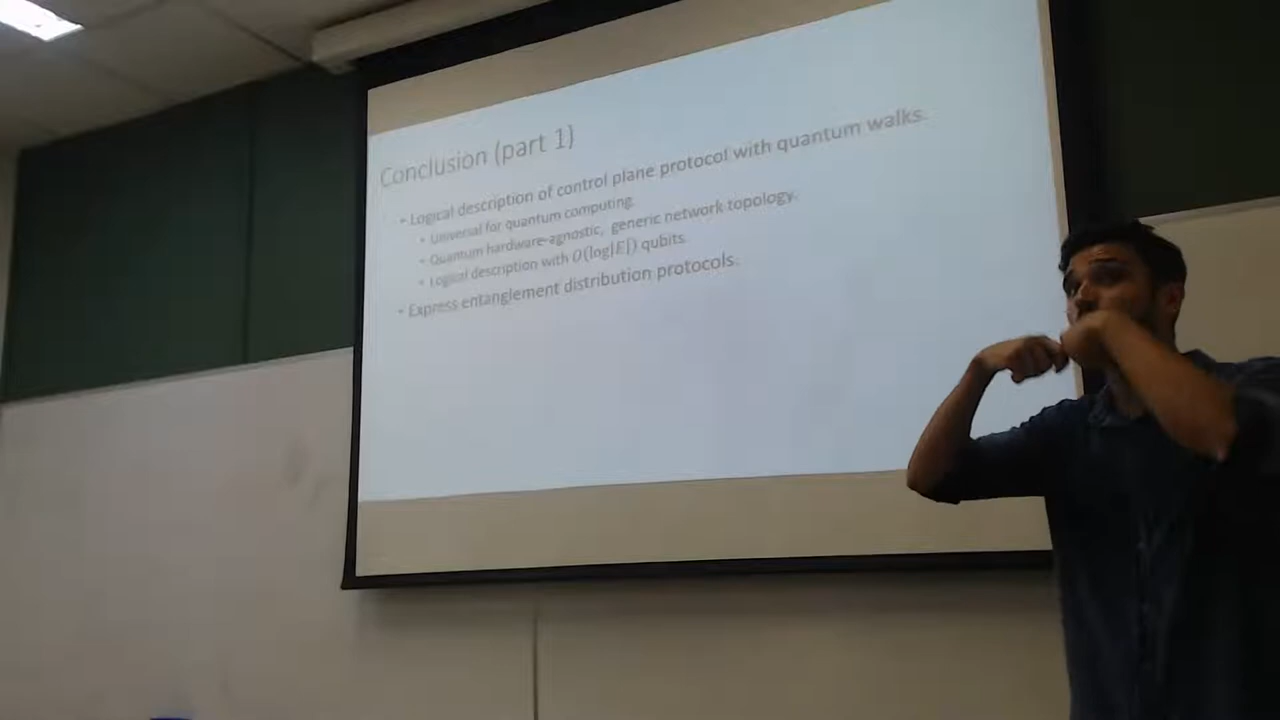 Conclusion (part 1)
• Logical description of control plane protocol with quantum walks.
• Universal for quantum computing.
• Quantum hardware-agnostic, generic network topology.
• Logical description with O(log|E|) qubits.
• Express entanglement distribution protocols.